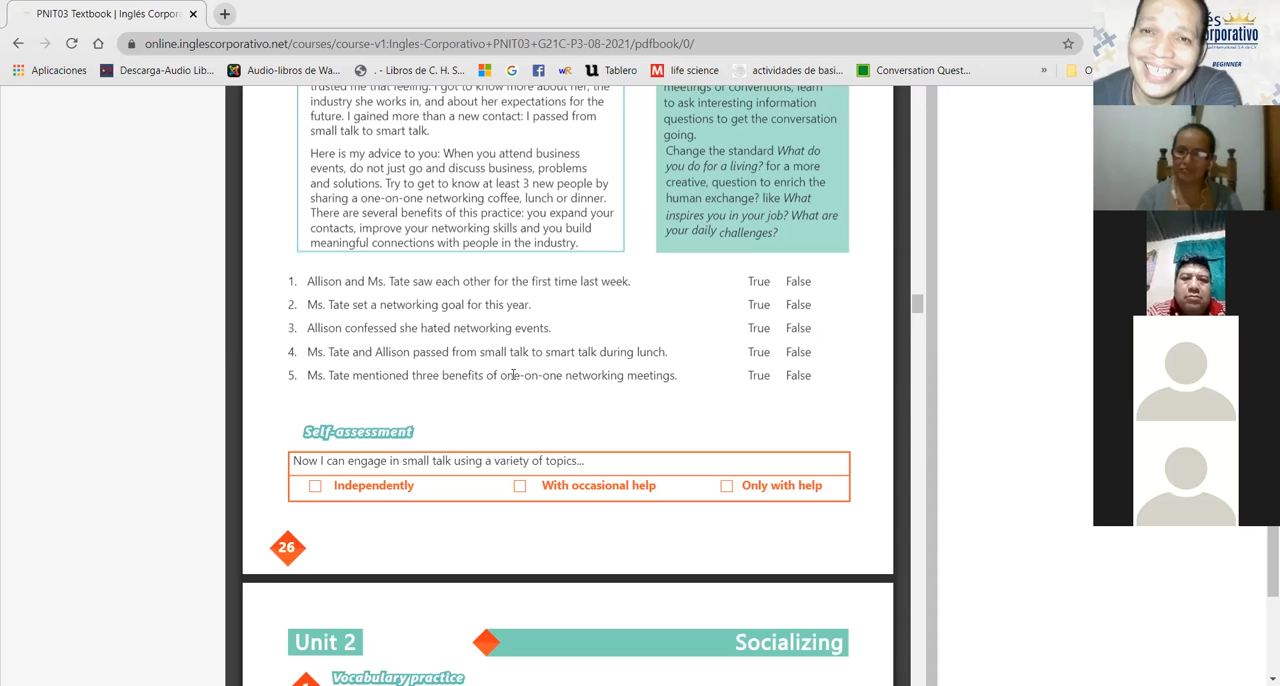 PNIT03 Textbook | Inglés Corpor
online.inglescorporativo.net/courses/course-v1:Ingles-Corporativo+PNIT03+G21C-P3-08-2021/pdfbook/0/
Aplicaciones
Descarga Audio Lib...
Audio-libros de Wa...
- Libros de C. H....
Tablero
life science
actividades de basi...
Conversation Quest...
»
BEGINNER
trusted me that feeling. I got to know more about her, the
industry she works in, and about her expectations for the
future. I gained more than a new contact: I passed from
small talk to smart talk.
Here is my advice to you: When you attend business
events, do not just go and discuss business, problems
and solutions. Try to get to know at least 3 new people by
sharing a one-on-one networking coffee, lunch or dinner.
There are several benefits of this practice: you expand your
contacts, improve your networking skills and you build
meaningful connections with people in the industry.
meetings of conventions, learn
to ask interesting information
questions to get the conversation
going.
Change the standard What do
you do for a living? for a more
creative, question to enrich the
human exchange? like What
inspires you in your job? What are
your daily challenges?
1. Allison and Ms. Tate saw each other for the first time last week. True False
2. Ms. Tate set a networking goal for this year. True False
3. Allison confessed she hated networking events. True False
4. Ms. Tate and Allison passed from small talk to smart talk during lunch. True False
5. Ms. Tate mentioned three benefits of one-on-one networking meetings. True False
Self-assessment
Now I can engage in small talk using a variety of topics...
Independently With occasional help Only with help
26
Unit 2 Socializing
Vocabulary practice